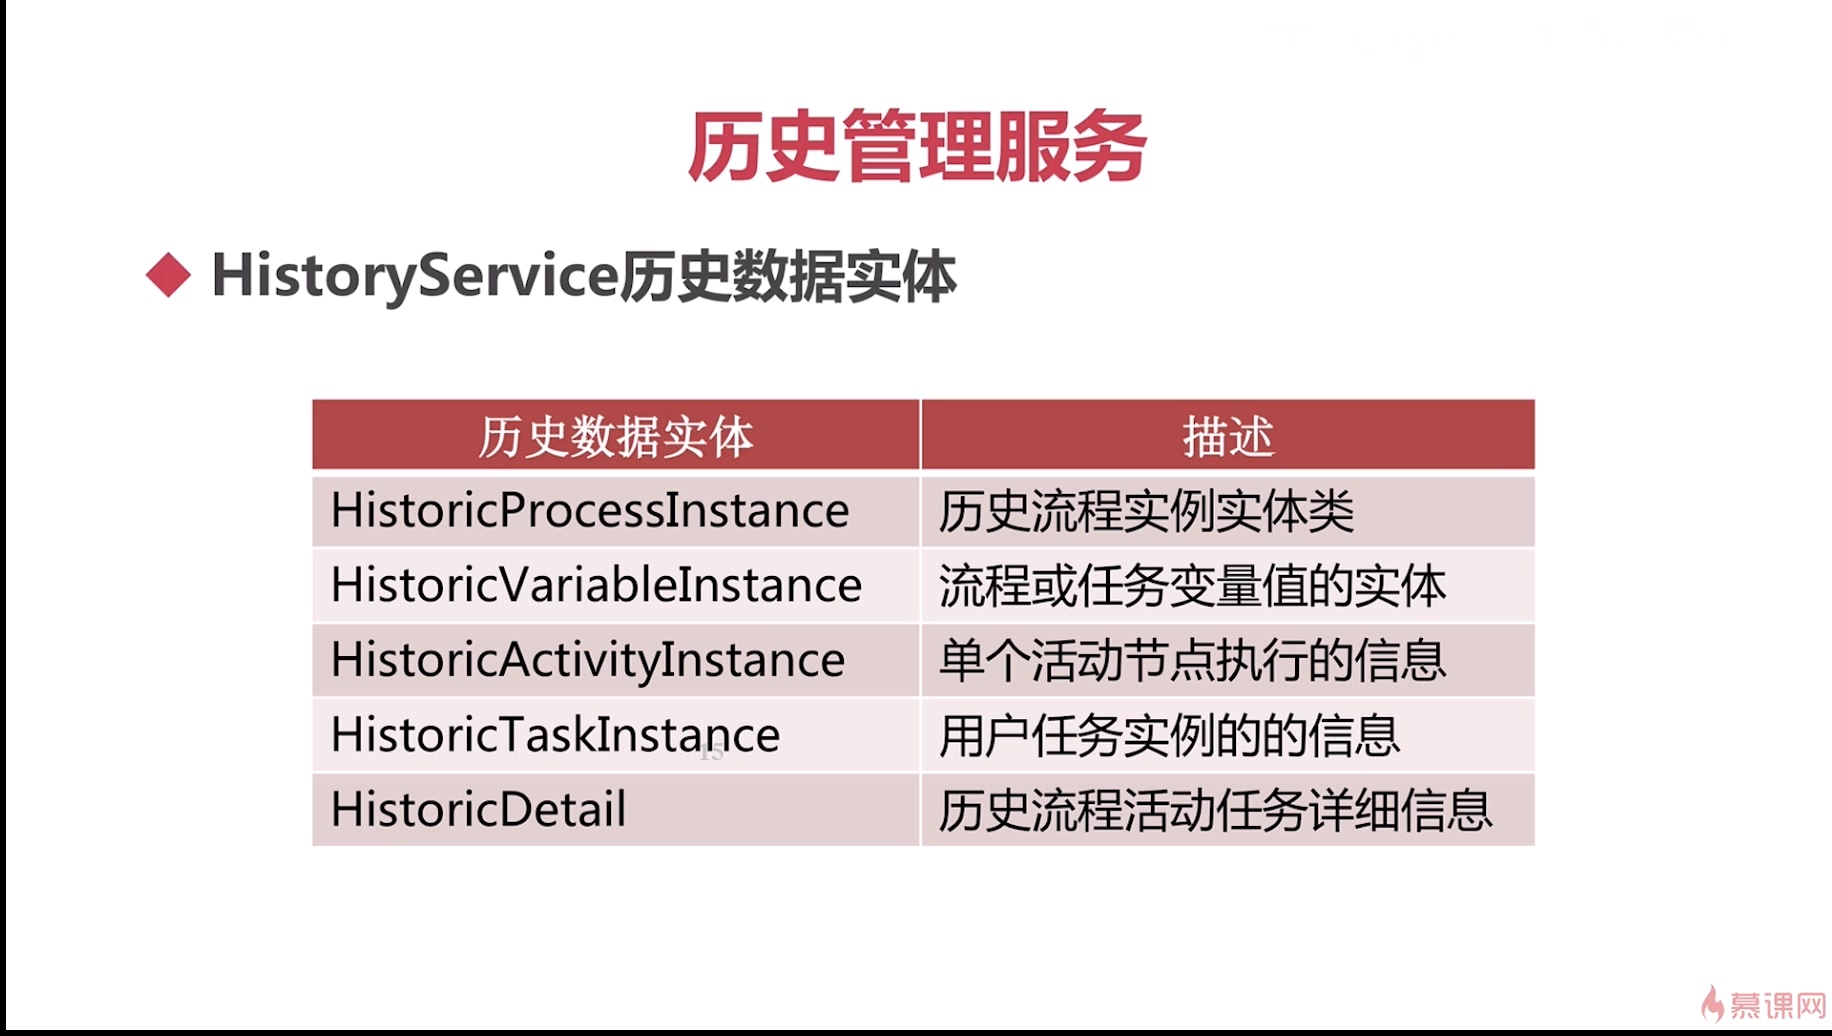 历史管理服务
HistoryService历史数据实体
历史数据实体 描述
HistoricProcessInstance 历史流程实例实体类
HistoricVariableInstance 流程或任务变量值的实体
HistoricActivityInstance 单个活动节点执行的信息
HistoricTaskInstance 用户任务实例的的信息
15
HistoricDetail 历史流程活动任务详细信息
慕课网